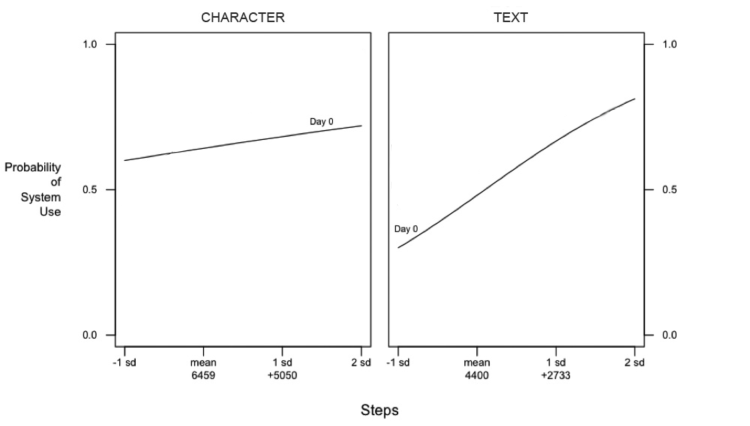 CHARACTER
TEXT
1.0
1.0
Day 0
Probability
of
System
Use
0.5
0.5
Day 0
0.0
0.0
-1 sd mean 1 sd 2 sd
6459 +5050
-1 sd mean 1 sd 2 sd
4400 +2733
Steps